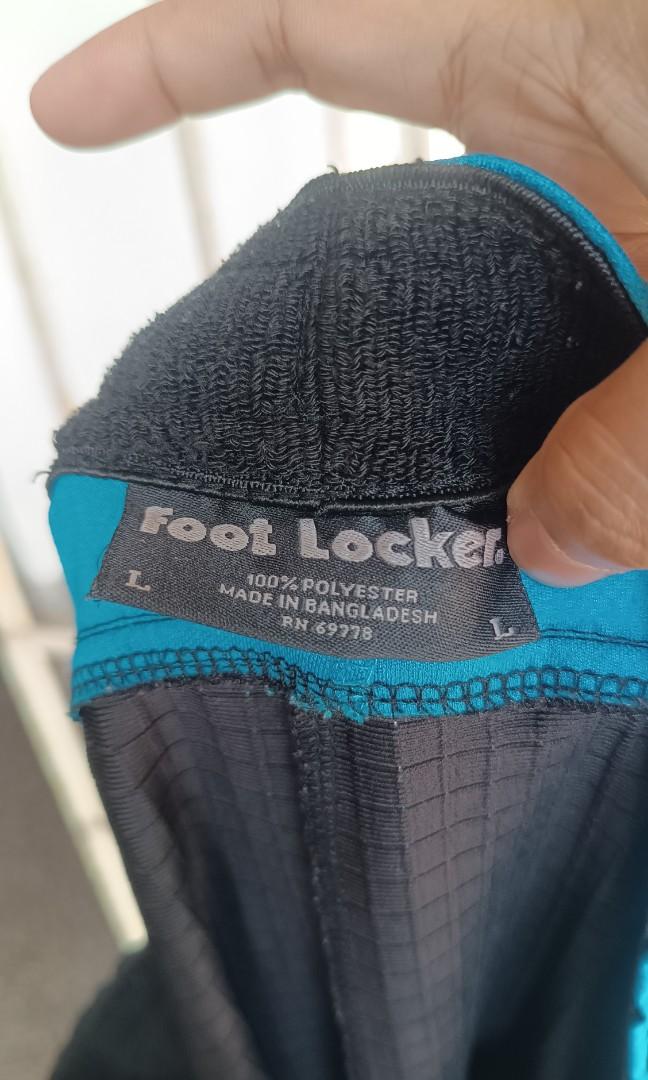 Foot Locker.
L
100% POLYESTER
MADE IN BANGLADESH
RN 69778
L